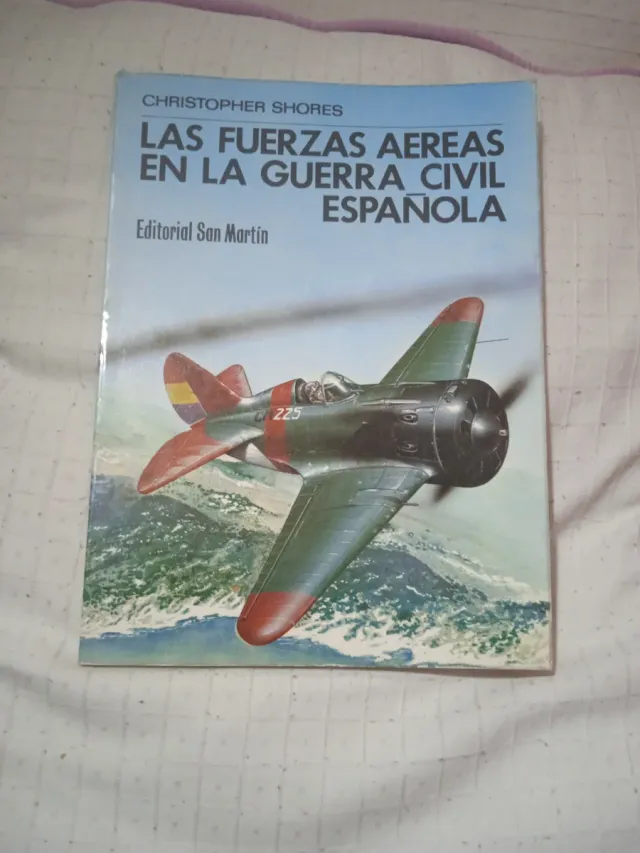 CHRISTOPHER SHORES
LAS FUERZAS AEREAS
EN LA GUERRA CIVIL
ESPAÑOLA
Editorial San Martín
225